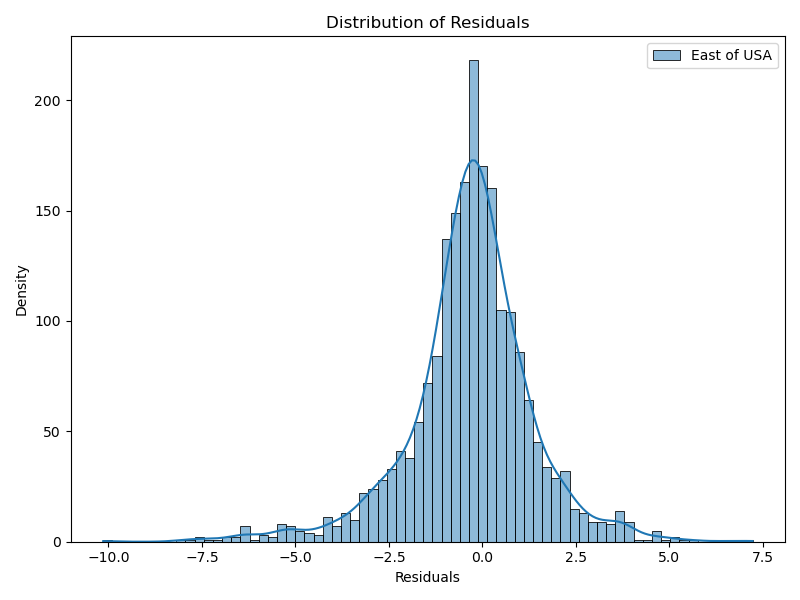 Distribution of Residuals
East of USA
Density
200
150
100
50
0
−10.0 −7.5 −5.0 −2.5 0.0 2.5 5.0 7.5
Residuals